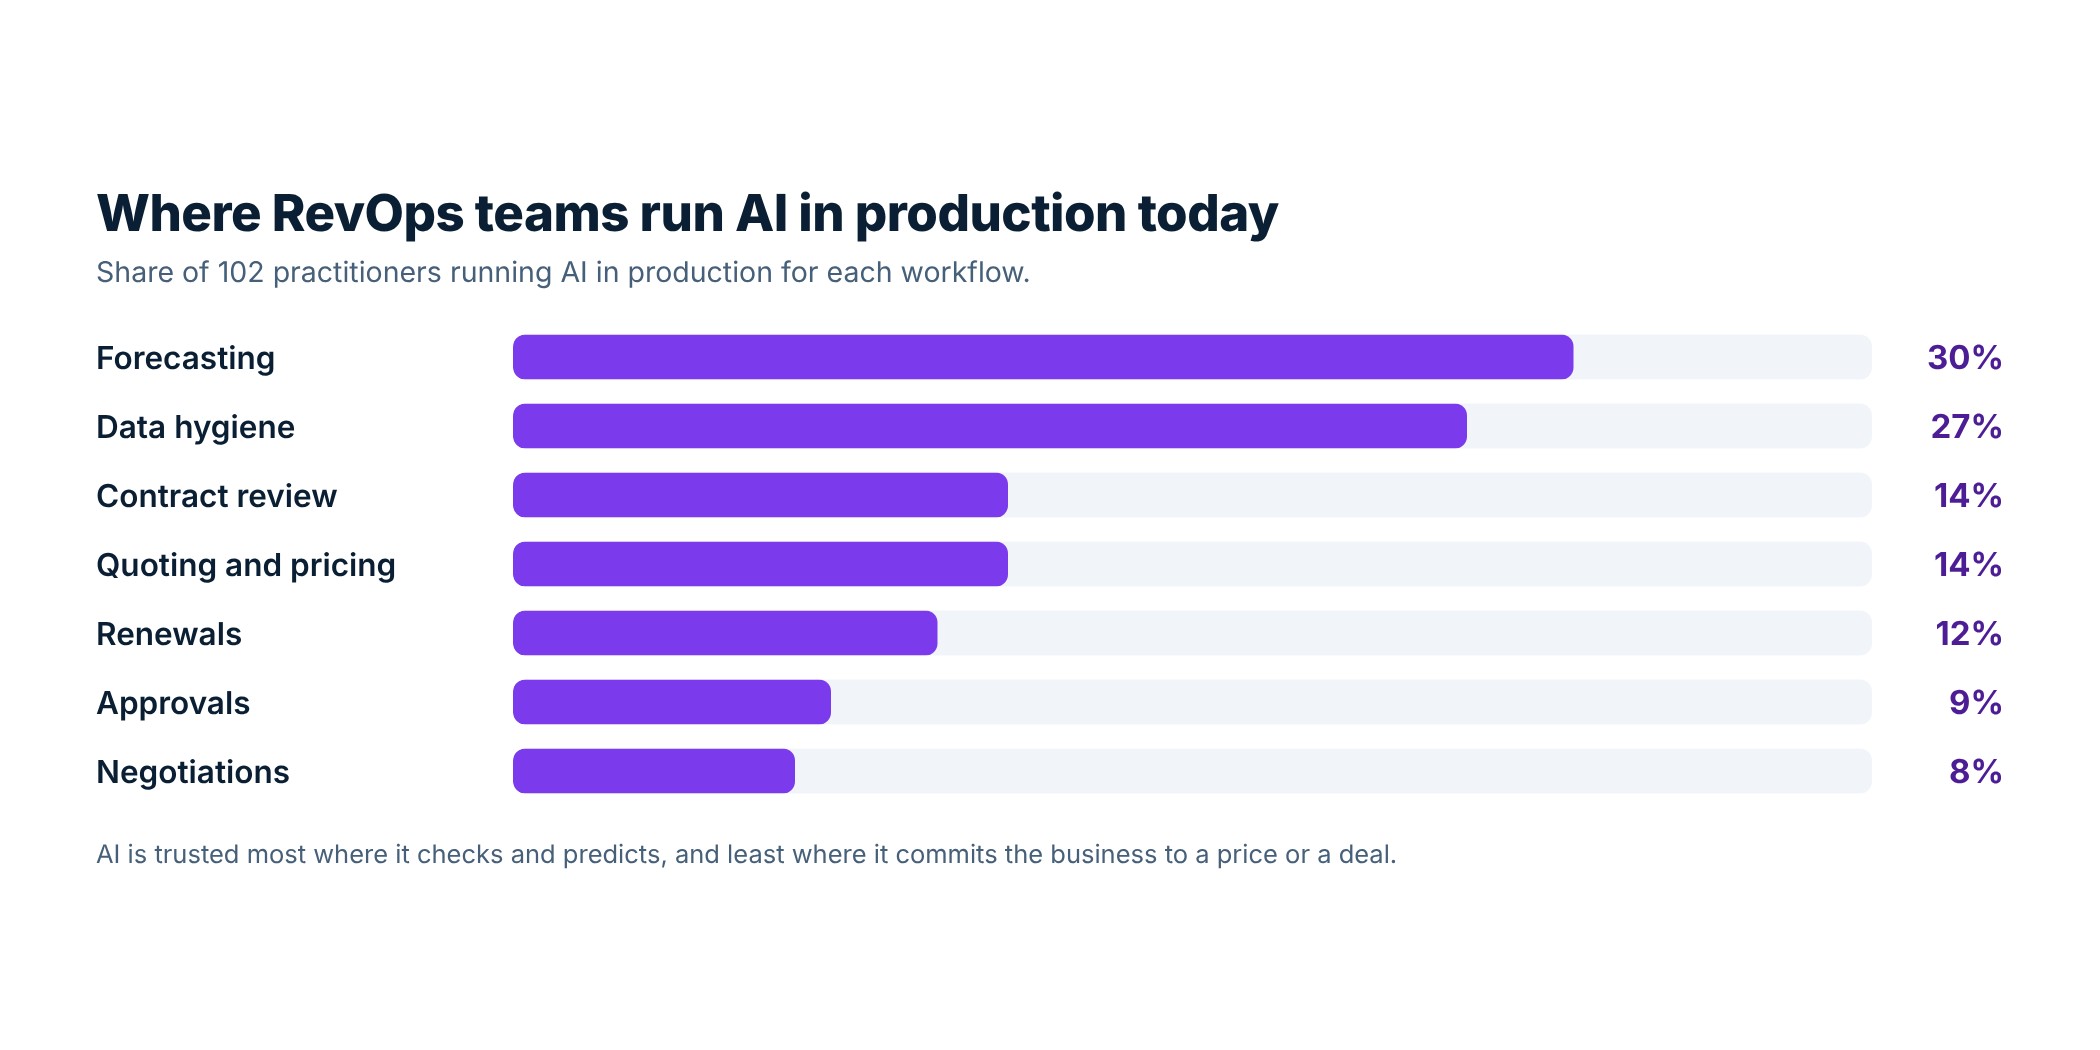 Where RevOps teams run AI in production today
Share of 102 practitioners running AI in production for each workflow.
Forecasting 30%
Data hygiene 27%
Contract review 14%
Quoting and pricing 14%
Renewals 12%
Approvals 9%
Negotiations 8%
AI is trusted most where it checks and predicts, and least where it commits the business to a price or a deal.